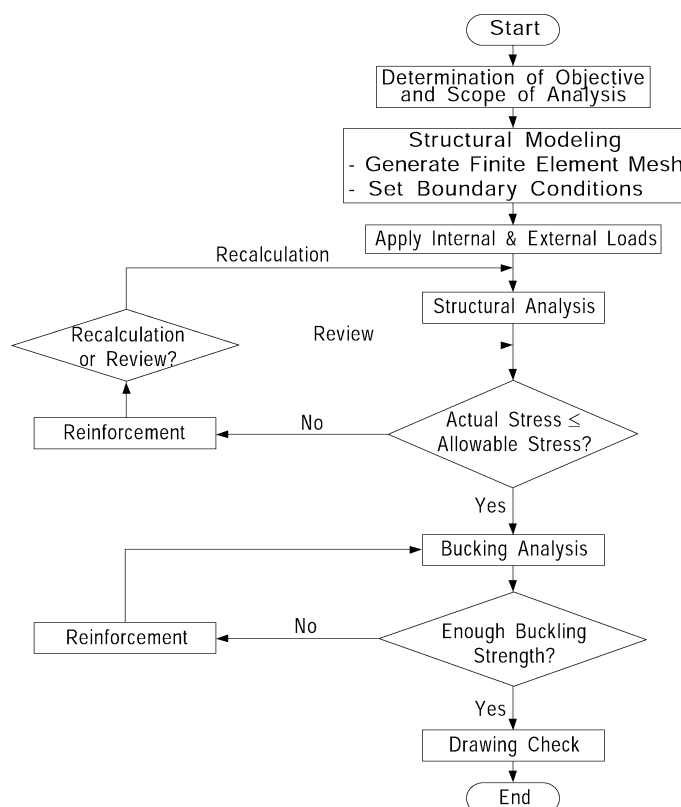 Start
Determination of Objective
and Scope of Analysis
Structural Modeling
- Generate Finite Element Mesh
- Set Boundary Conditions
Apply Internal & External Loads
Recalculation
Structural Analysis
Recalculation
or Review?
Review
Actual Stress ≤
Allowable Stress?
No
Reinforcement
Yes
Bucking Analysis
Enough Buckling
Strength?
No
Reinforcement
Yes
Drawing Check
End